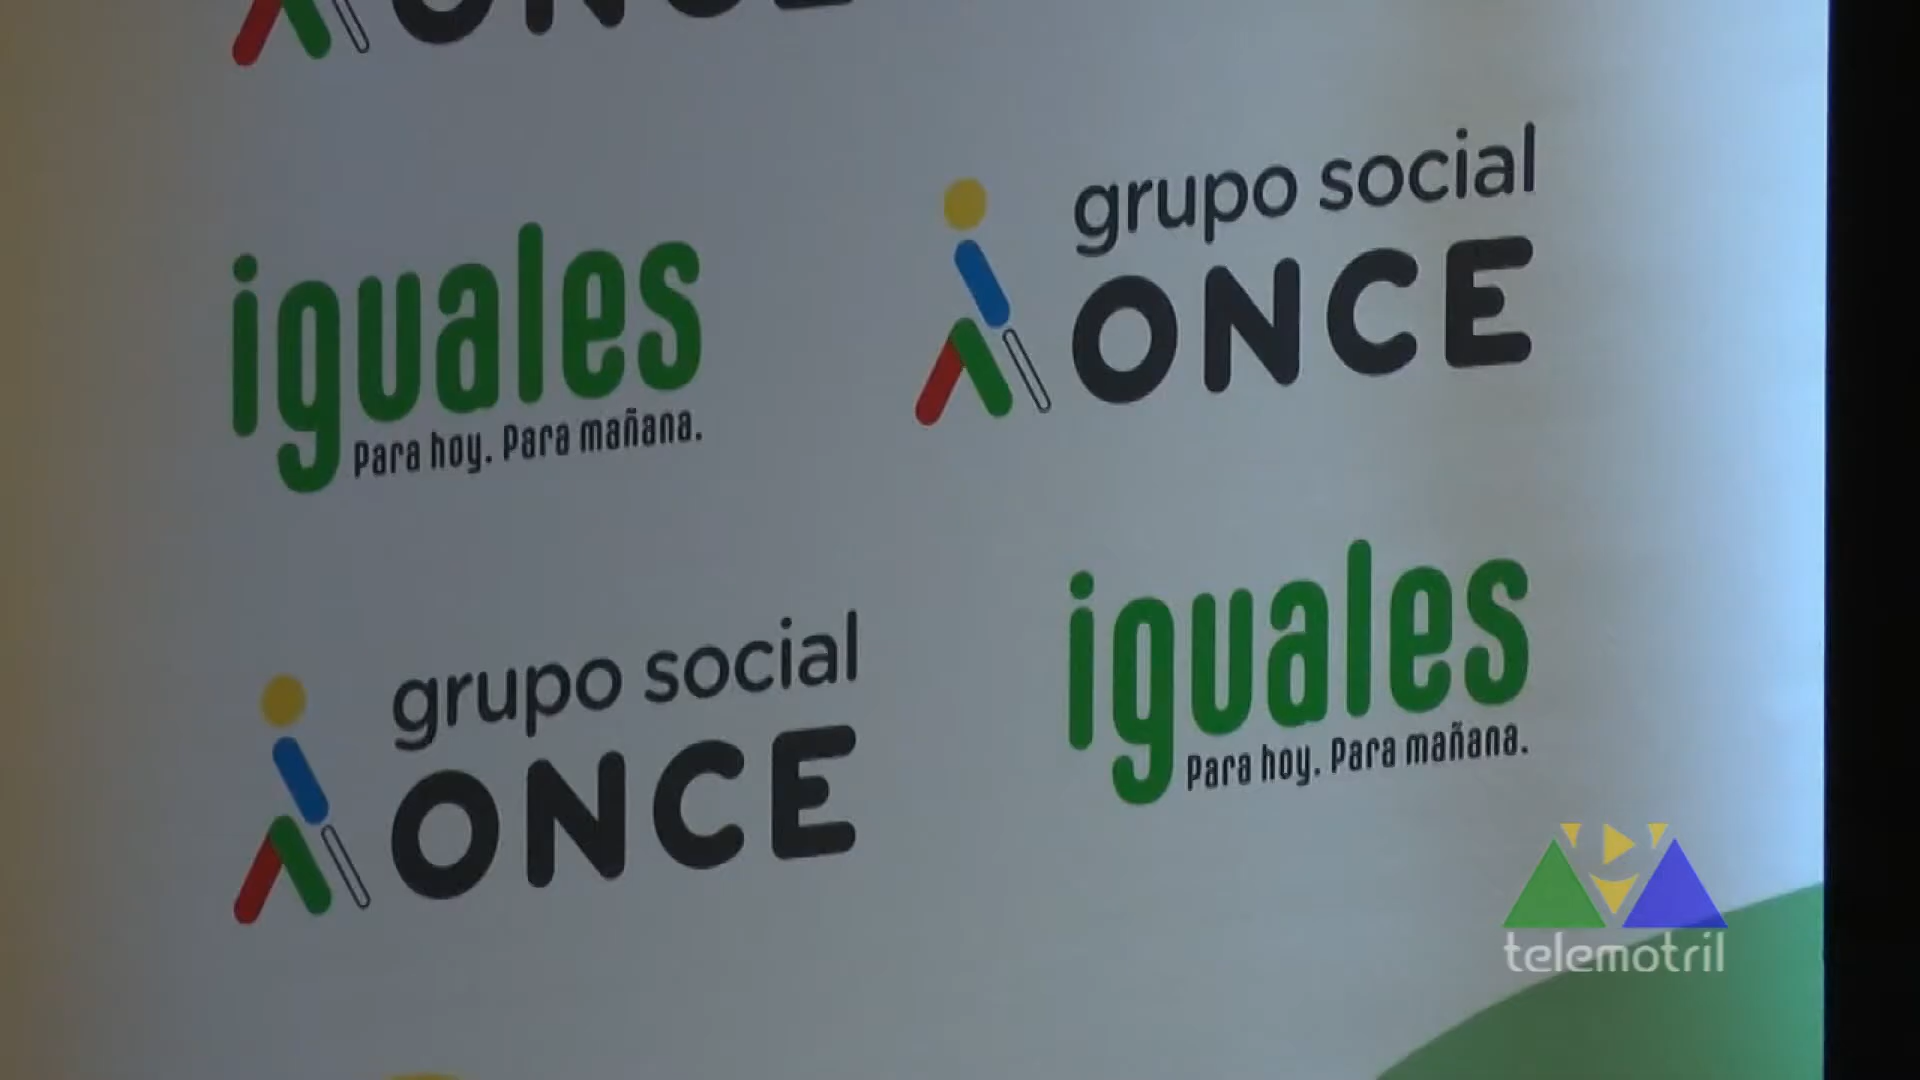 ONCE
grupo social
ONCE
iguales
Para hoy. Para mañana.
grupo social
ONCE
iguales
Para hoy. Para mañana.
telemotril